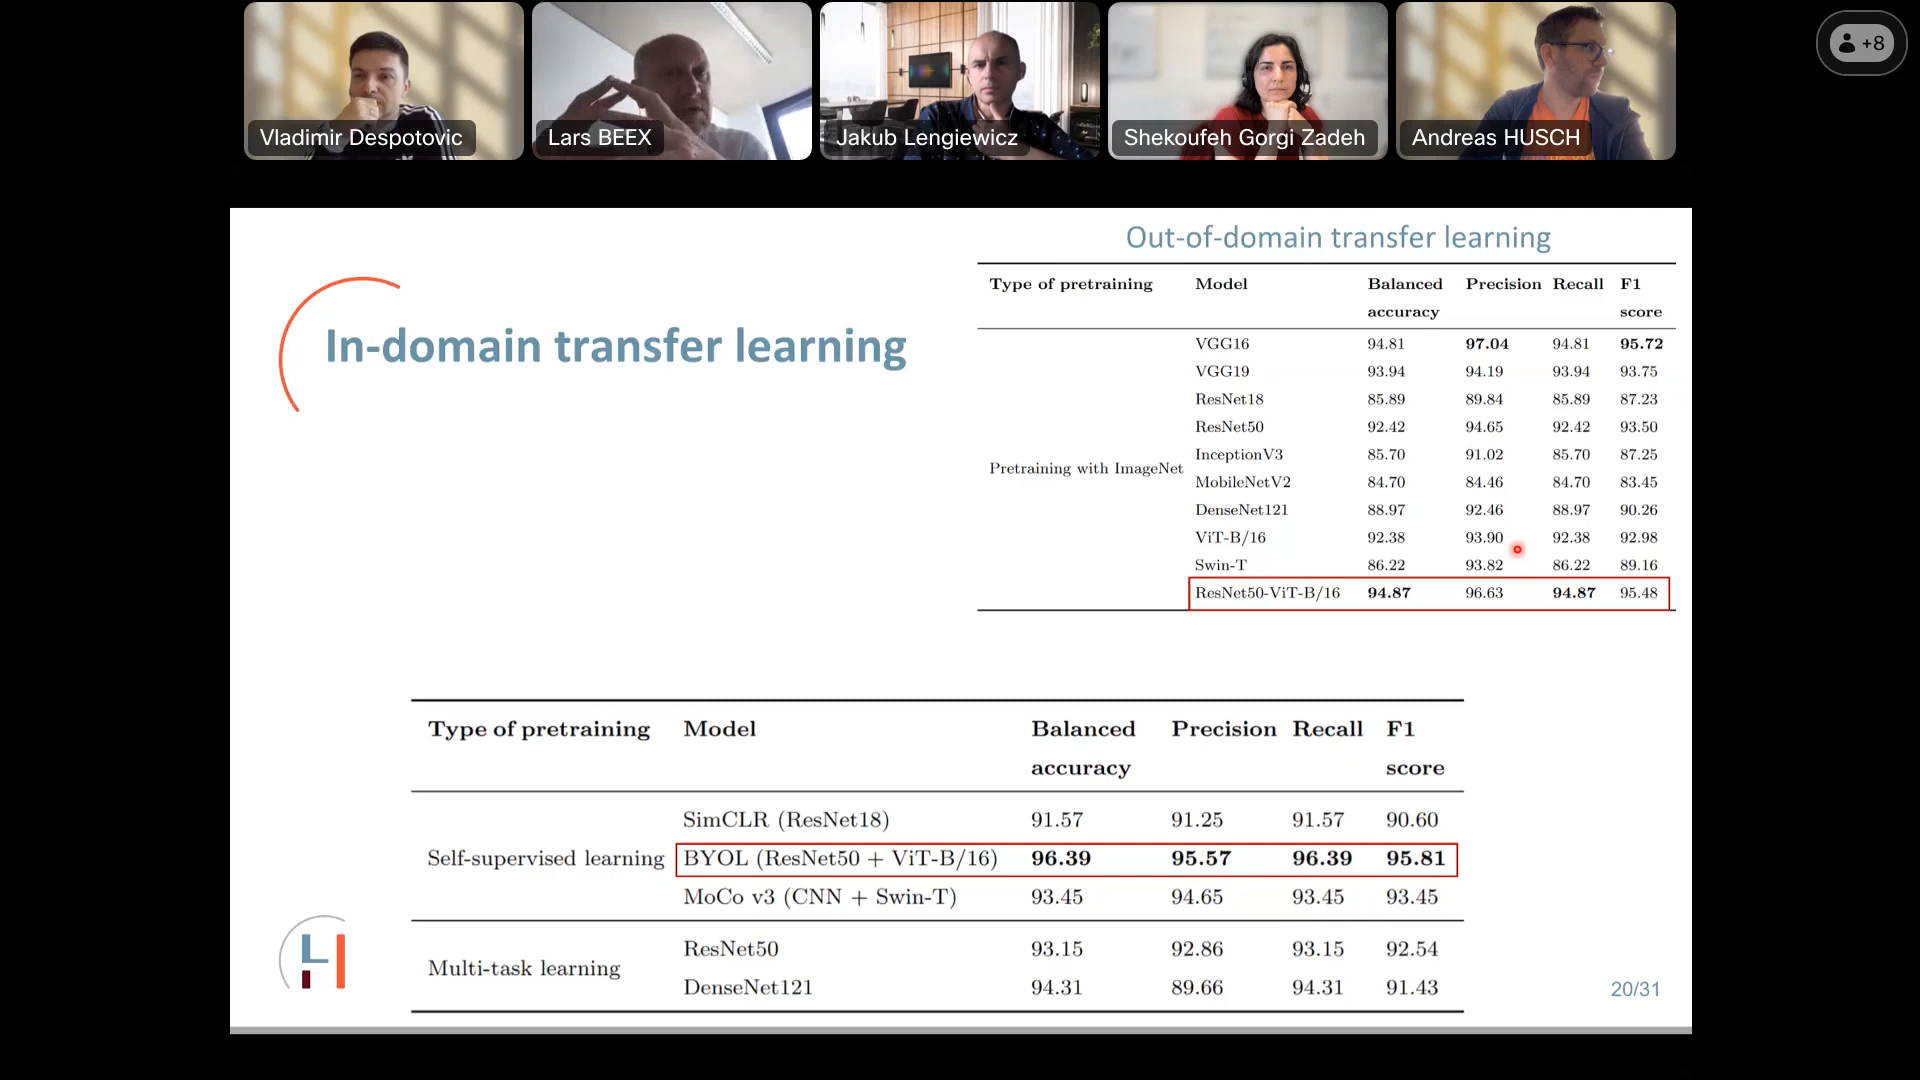 Vladimir Despotovic
Lars BEEX
Jakub Lengiewicz
Shekoufeh Gorgi Zadeh
Andreas HUSCH
+8
Out-of-domain transfer learning
Type of pretraining Model Balanced accuracy Precision Recall F1 score
In-domain transfer learning
Pretraining with ImageNet
VGG16 94.81 97.04 94.81 95.72
VGG19 93.94 94.19 93.94 93.75
ResNet18 85.89 89.84 85.89 87.23
ResNet50 92.42 94.65 92.42 93.50
InceptionV3 85.70 91.02 85.70 87.25
MobileNetV2 84.70 84.46 84.70 83.45
DenseNet121 88.97 92.46 88.97 90.26
ViT-B/16 92.38 93.90 92.38 92.98
Swin-T 86.22 93.82 86.22 89.16
ResNet50-ViT-B/16 94.87 96.63 94.87 95.48
Type of pretraining Model Balanced accuracy Precision Recall F1 score
SimCLR (ResNet18) 91.57 91.25 91.57 90.60
Self-supervised learning BYOL (ResNet50 + ViT-B/16) 96.39 95.57 96.39 95.81
MoCo v3 (CNN + Swin-T) 93.45 94.65 93.45 93.45
Multi-task learning
ResNet50 93.15 92.86 93.15 92.54
DenseNet121 94.31 89.66 94.31 91.43
20/31